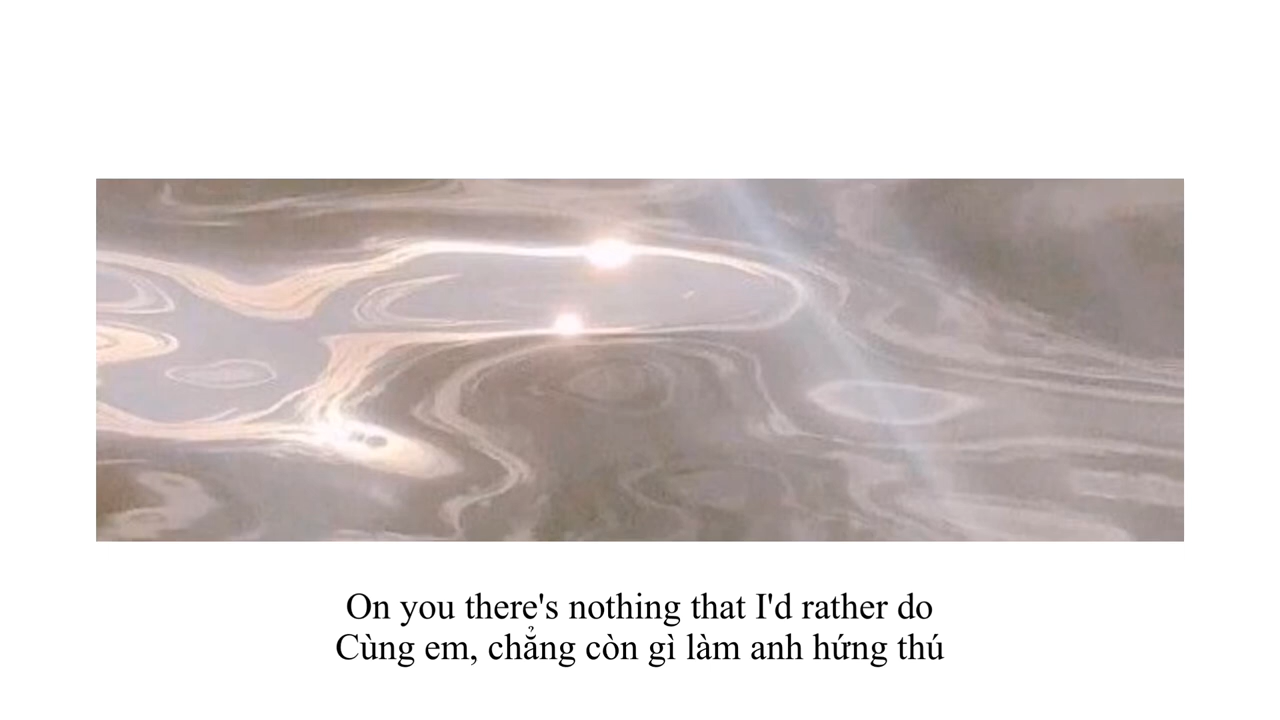 On you there's nothing that I'd rather do
Cùng em, chẳng còn gì làm anh hứng thú